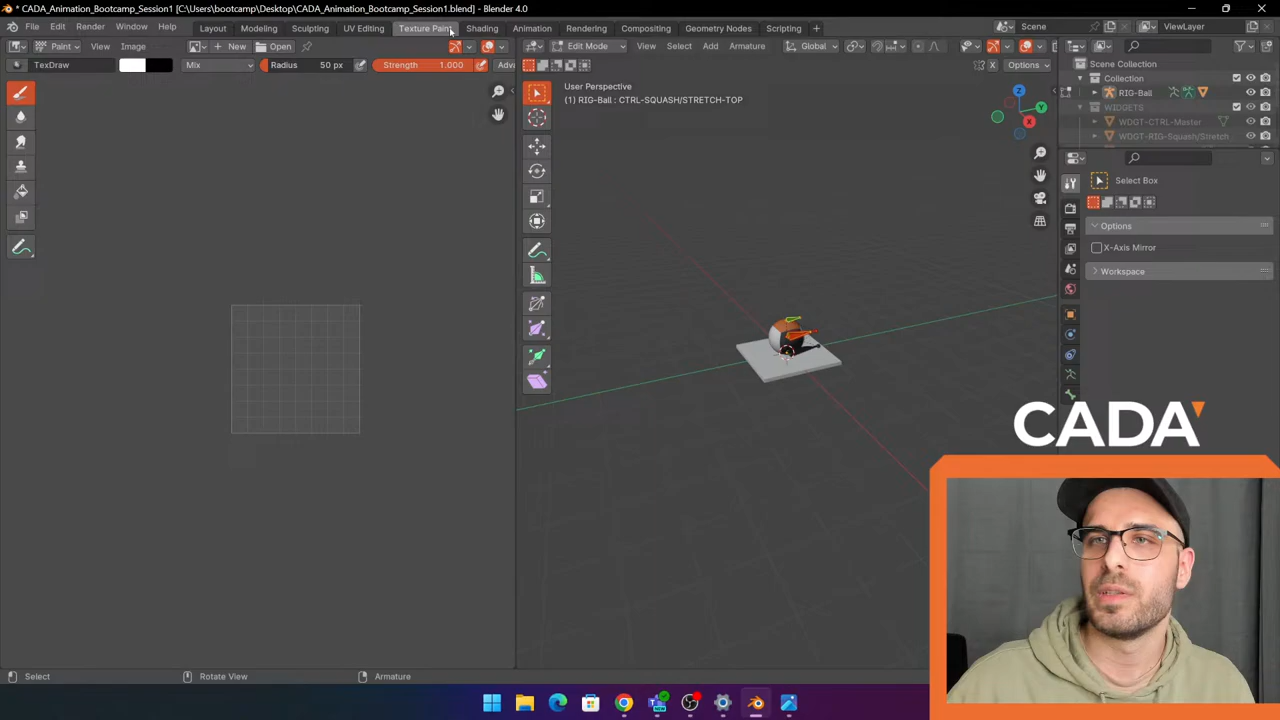 * CADA_Animation_Bootcamp_Session1 [C:\Users\bootcamp\Desktop\CADA_Animation_Bootcamp_Session1.blend] - Blender 4.0
File Edit Render Window Help Layout Modeling Sculpting UV Editing Texture Paint Shading Animation Rendering Compositing Geometry Nodes Scripting + Scene ViewLayer
Paint View Image New Open Edit Mode View Select Add Armature Global
TexDraw Mix Radius 50 px Strength 1.000 Options
Scene Collection
Collection
RIG-Ball
WIDGETS
WDGT-CTRL-Master
WDGT-RIG-Squash/Stretch
User Perspective
(1) RIG-Ball : CTRL-SQUASH/STRETCH-TOP
X
Y
Z
Select Box
Options
X-Axis Mirror
Workspace
CADA
Select Rotate View Armature